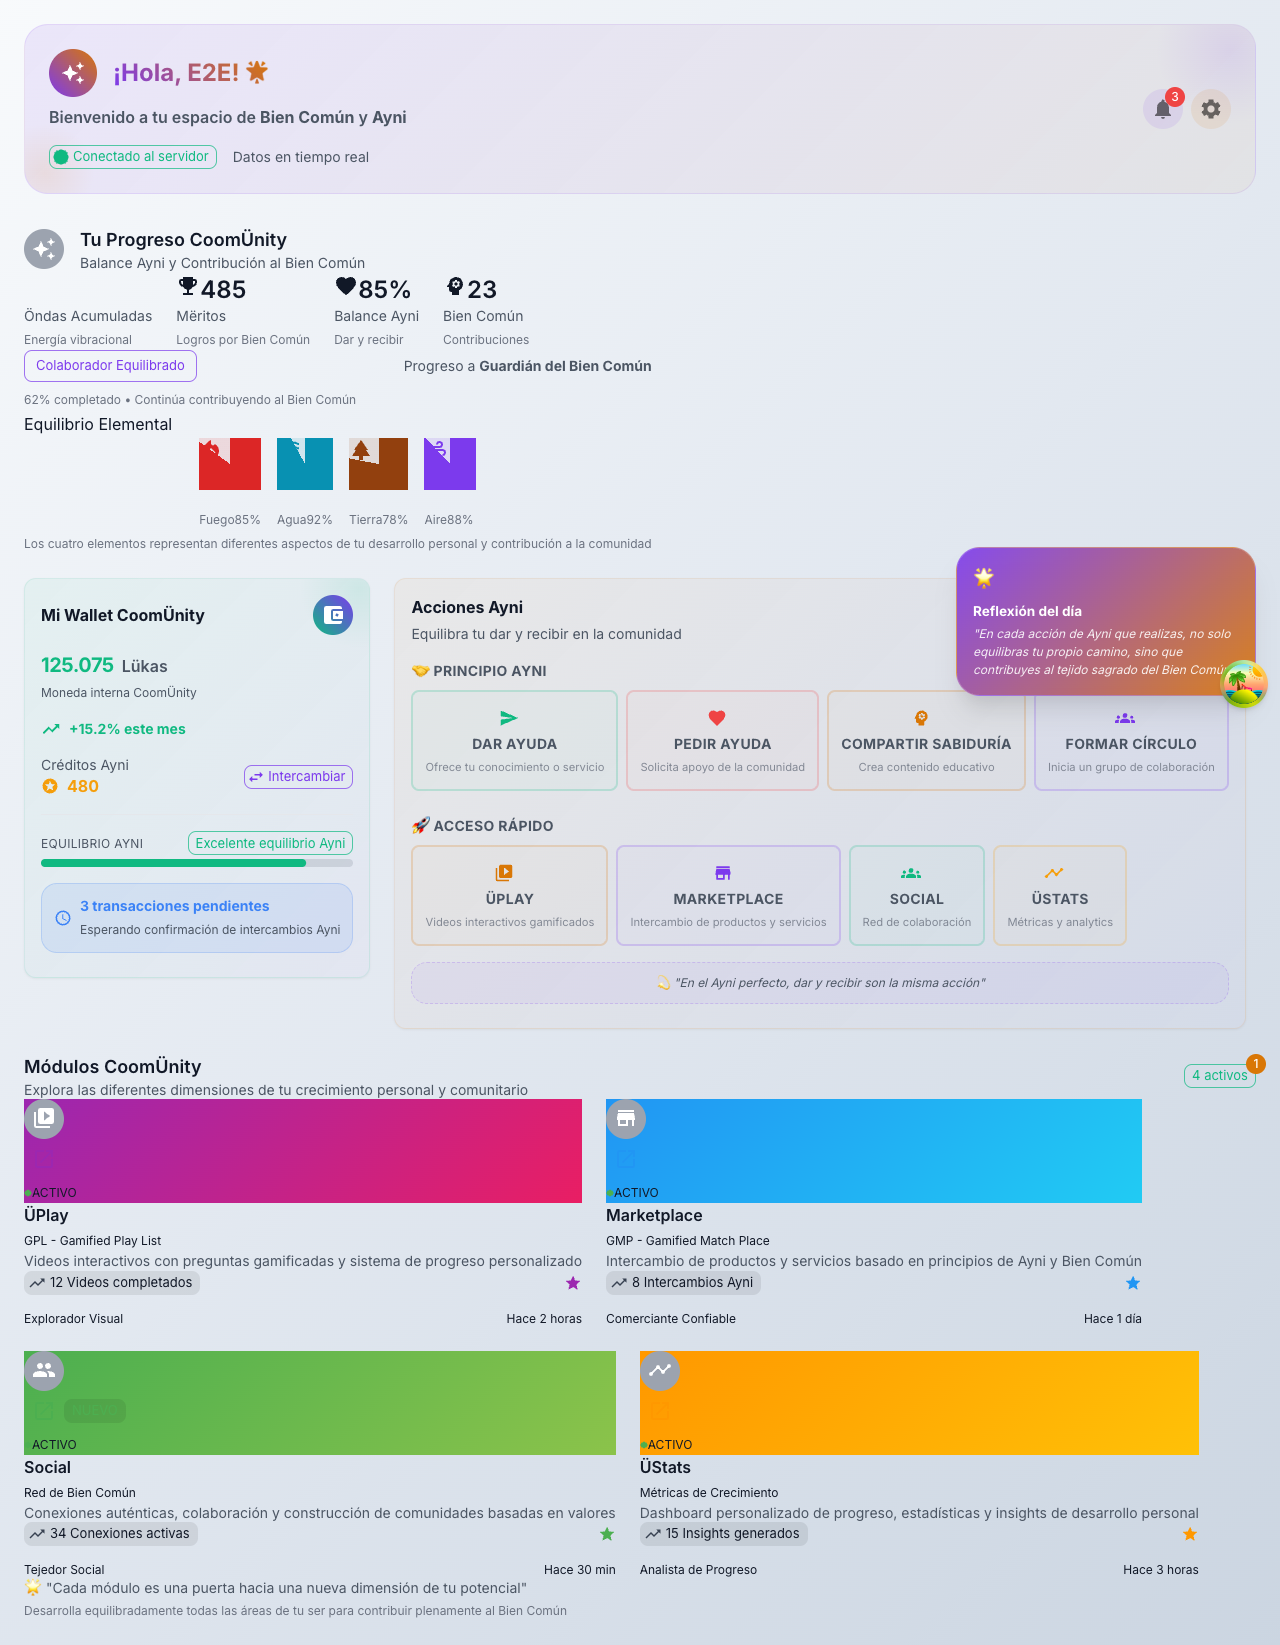 ¡Hola, E2E! 🌟
Bienvenido a tu espacio de Bien Común y Ayni
Conectado al servidor Datos en tiempo real
3
Tu Progreso CoomÜnity
Balance Ayni y Contribución al Bien Común
485 85% 23
Öndas Acumuladas Mëritos Balance Ayni Bien Común
Energía vibracional Logros por Bien Común Dar y recibir Contribuciones
Colaborador Equilibrado Progreso a Guardián del Bien Común
62% completado • Continúa contribuyendo al Bien Común
Equilibrio Elemental
Fuego85% Agua92% Tierra78% Aire88%
Los cuatro elementos representan diferentes aspectos de tu desarrollo personal y contribución a la comunidad
🌟
Reflexión del día
"En cada acción de Ayni que realizas, no solo
equilibras tu propio camino, sino que
contribuyes al tejido sagrado del Bien
Mi Wallet CoomÜnity
125.075 Lükas
Moneda interna CoomÜnity
+15.2% este mes
Créditos Ayni
480
Intercambiar
EQUILIBRIO AYNI Excelente equilibrio Ayni
3 transacciones pendientes
Esperando confirmación de intercambios Ayni
Acciones Ayni
Equilibra tu dar y recibir en la comunidad
🤝 PRINCIPIO AYNI
DAR AYUDA PEDIR AYUDA COMPARTIR SABIDURÍA FORMAR CÍRCULO
Ofrece tu conocimiento o servicio Solicita apoyo de la comunidad Crea contenido educativo Inicia un grupo de colaboración
🚀 ACCESO RÁPIDO
ÜPLAY MARKETPLACE SOCIAL ÜSTATS
Videos interactivos gamificados Intercambio de productos y servicios Red de colaboración Métricas y analytics
💫 "En el Ayni perfecto, dar y recibir son la misma acción"
Módulos CoomÜnity
Explora las diferentes dimensiones de tu crecimiento personal y comunitario
4 activos
1
ACTIVO
ÜPlay
GPL - Gamified Play List
Videos interactivos con preguntas gamificadas y sistema de progreso personalizado
12 Videos completados
Explorador Visual Hace 2 horas
ACTIVO
Marketplace
GMP - Gamified Match Place
Intercambio de productos y servicios basado en principios de Ayni y Bien Común
8 Intercambios Ayni
Comerciante Confiable Hace 1 día
ACTIVO
Social
Red de Bien Común
Conexiones auténticas, colaboración y construcción de comunidades basadas en valores
34 Conexiones activas
Tejedor Social Hace 30 min
ACTIVO
ÜStats
Métricas de Crecimiento
Dashboard personalizado de progreso, estadísticas y insights de desarrollo personal
15 Insights generados
Analista de Progreso Hace 3 horas
🌟 "Cada módulo es una puerta hacia una nueva dimensión de tu potencial"
Desarrolla equilibradamente todas las áreas de tu ser para contribuir plenamente al Bien Común